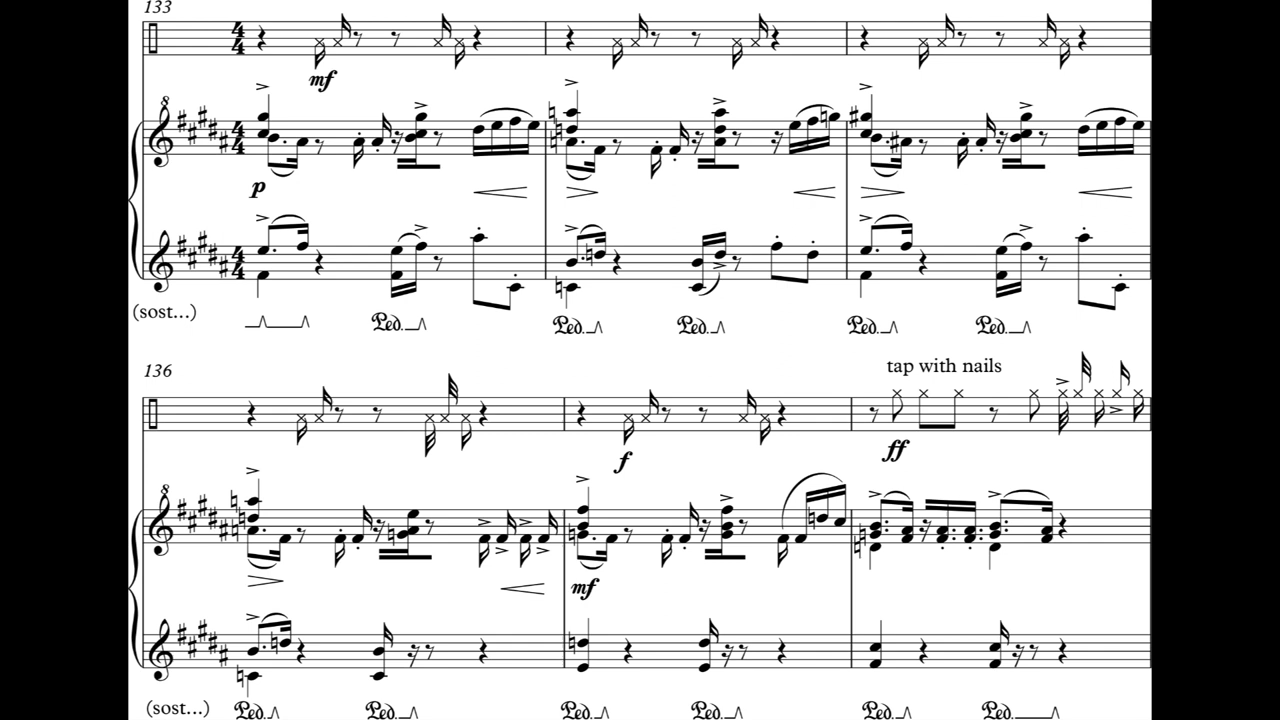 133
mf
p
(sost...)
Ped. Ped. Ped. Ped. Ped.
136
tap with nails
f
ff
mf
(sost...)
Ped. Ped. Ped. Ped. Ped. Ped.